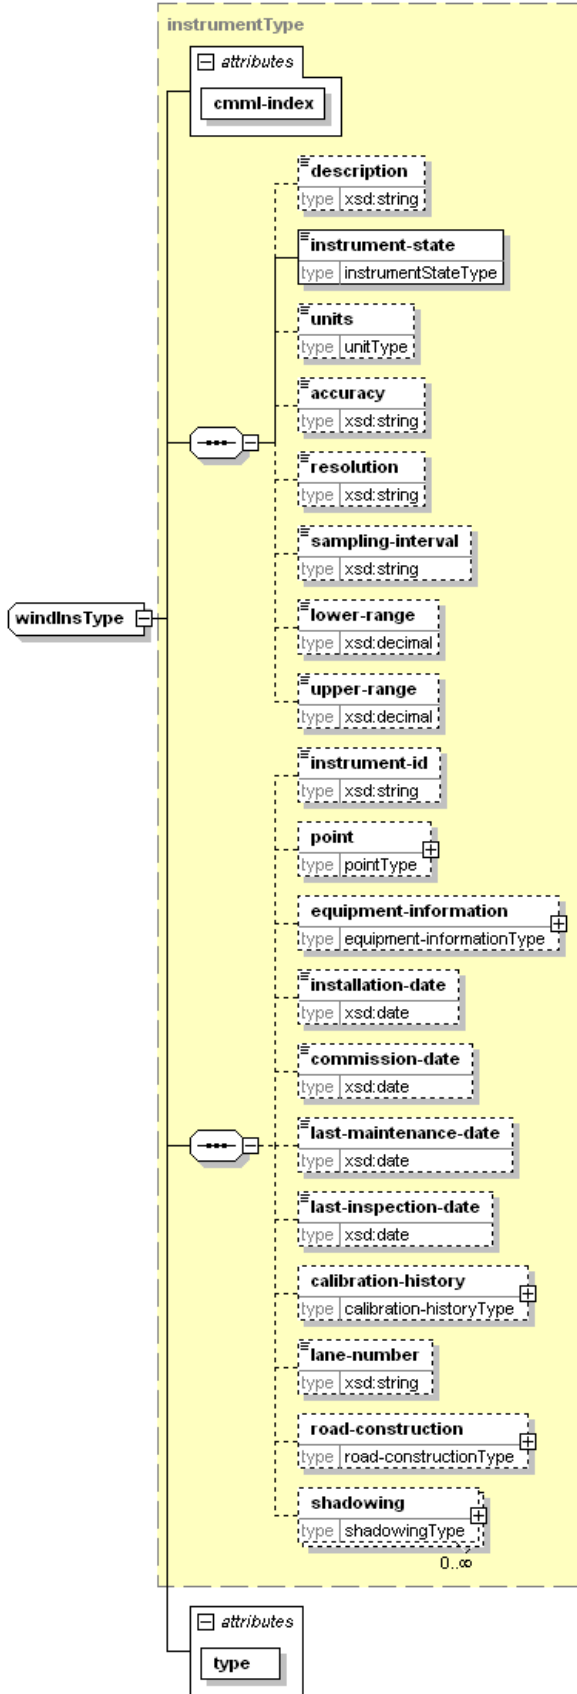 instrumentType
attributes
cmml-index
description
type xsd:string
instrument-state
type instrumentStateType
units
type unitType
accuracy
type xsd:string
resolution
type xsd:string
sampling-interval
type xsd:string
windInsType
lower-range
type xsd:decimal
upper-range
type xsd:decimal
instrument-id
type xsd:string
point
type pointType
equipment-information
type equipment-informationType
installation-date
type xsd:date
commission-date
type xsd:date
last-maintenance-date
type xsd:date
last-inspection-date
type xsd:date
calibration-history
type calibration-historyType
lane-number
type xsd:string
road-construction
type road-constructionType
shadowing
type shadowingType
0..∞
attributes
type